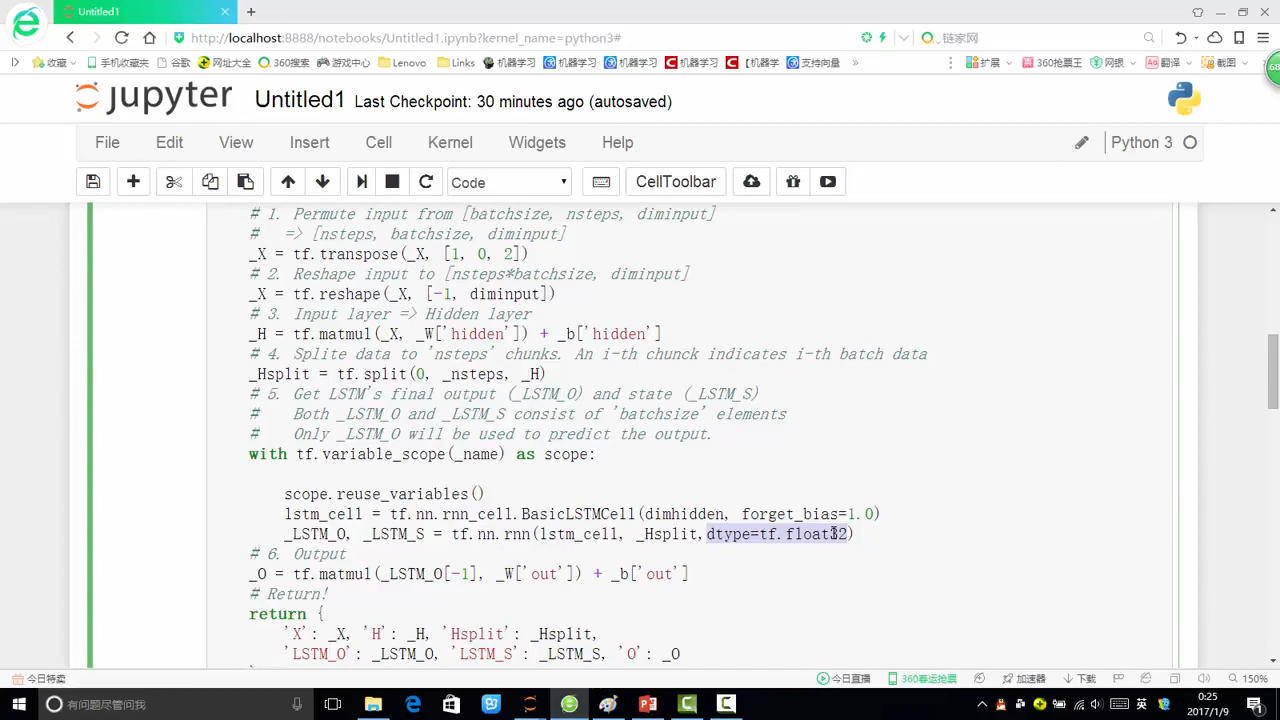 Untitled1
http://localhost:8888/notebooks/Untitled1.ipynb?kernel_name=python3#
链家网
收藏 手机收藏夹 谷歌 网址大全 360搜索 游戏中心 Lenovo Links 机器学习 机器学习 机器学习 机器学习 【机器学 支持向量 » 扩展 360抢票王 网银 翻译 截图
68
jupyter Untitled1 Last Checkpoint: 30 minutes ago (autosaved)
File Edit View Insert Cell Kernel Widgets Help Python 3
Code CellToolbar
# 1. Permute input from [batchsize, nsteps, diminput]
# => [nsteps, batchsize, diminput]
_X = tf.transpose(_X, [1, 0, 2])
# 2. Reshape input to [nsteps*batchsize, diminput]
_X = tf.reshape(_X, [-1, diminput])
# 3. Input layer => Hidden layer
_H = tf.matmul(_X, _W['hidden']) + _b['hidden']
# 4. Splite data to 'nsteps' chunks. An i-th chunck indicates i-th batch data
_Hsplit = tf.split(0, _nsteps, _H)
# 5. Get LSTM's final output (_LSTM_O) and state (_LSTM_S)
# Both _LSTM_O and _LSTM_S consist of 'batchsize' elements
# Only _LSTM_O will be used to predict the output.
with tf.variable_scope(_name) as scope:
scope.reuse_variables()
lstm_cell = tf.nn.rnn_cell.BasicLSTMCell(dimhidden, forget_bias=1.0)
_LSTM_O, _LSTM_S = tf.nn.rnn(lstm_cell, _Hsplit,dtype=tf.float32)
# 6. Output
_O = tf.matmul(_LSTM_O[-1], _W['out']) + _b['out']
# Return!
return {
'X': _X, 'H': _H, 'Hsplit': _Hsplit,
'LSTM_O': _LSTM_O, 'LSTM_S': _LSTM_S, 'O': _O
今日特卖 今日直播 360春运抢票 加速器 下载 150%
有问题尽管问我 英 0:25
2017/1/9